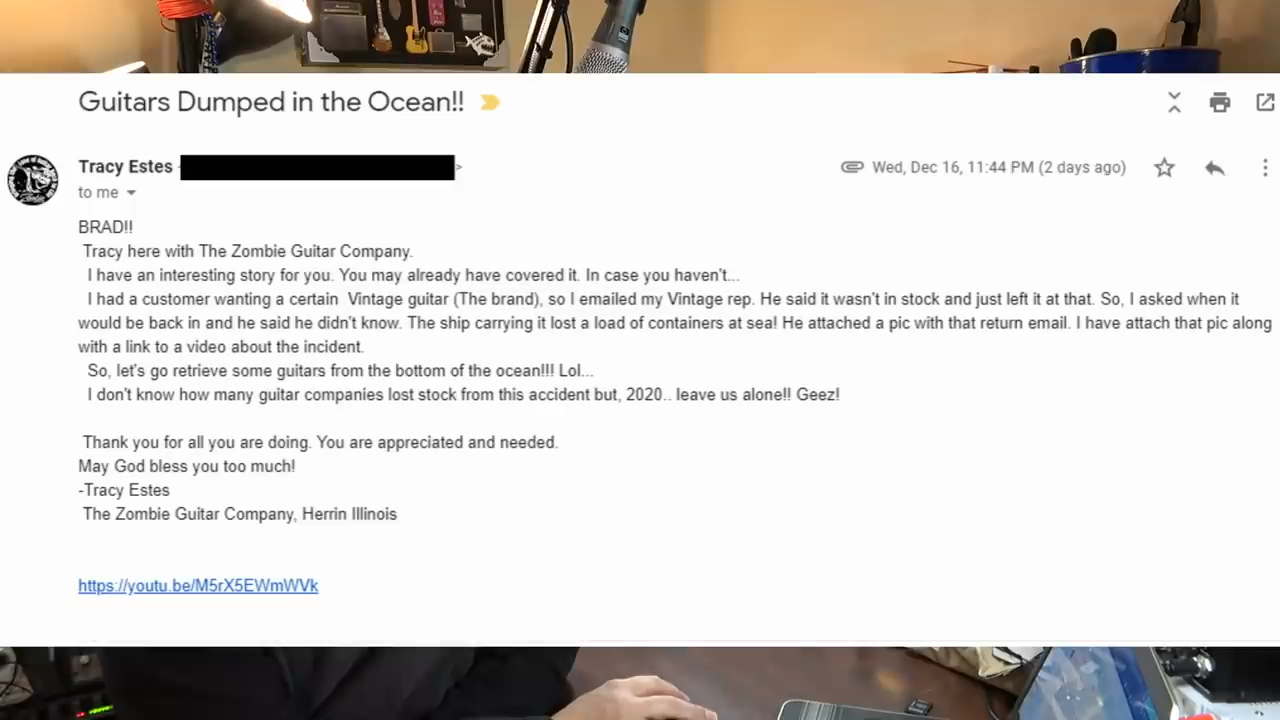 Guitars Dumped in the Ocean!!
Tracy Estes
Wed, Dec 16, 11:44 PM (2 days ago)
to me
BRAD!!
Tracy here with The Zombie Guitar Company.
I have an interesting story for you. You may already have covered it. In case you haven't...
I had a customer wanting a certain Vintage guitar (The brand), so I emailed my Vintage rep. He said it wasn't in stock and just left it at that. So, I asked when it
would be back in and he said he didn't know. The ship carrying it lost a load of containers at sea! He attached a pic with that return email. I have attach that pic along
with a link to a video about the incident.
So, let's go retrieve some guitars from the bottom of the ocean!!! Lol...
I don't know how many guitar companies lost stock from this accident but, 2020.. leave us alone!! Geez!
Thank you for all you are doing. You are appreciated and needed.
May God bless you too much!
-Tracy Estes
The Zombie Guitar Company, Herrin Illinois
https://youtu.be/M5rX5EWmWVk